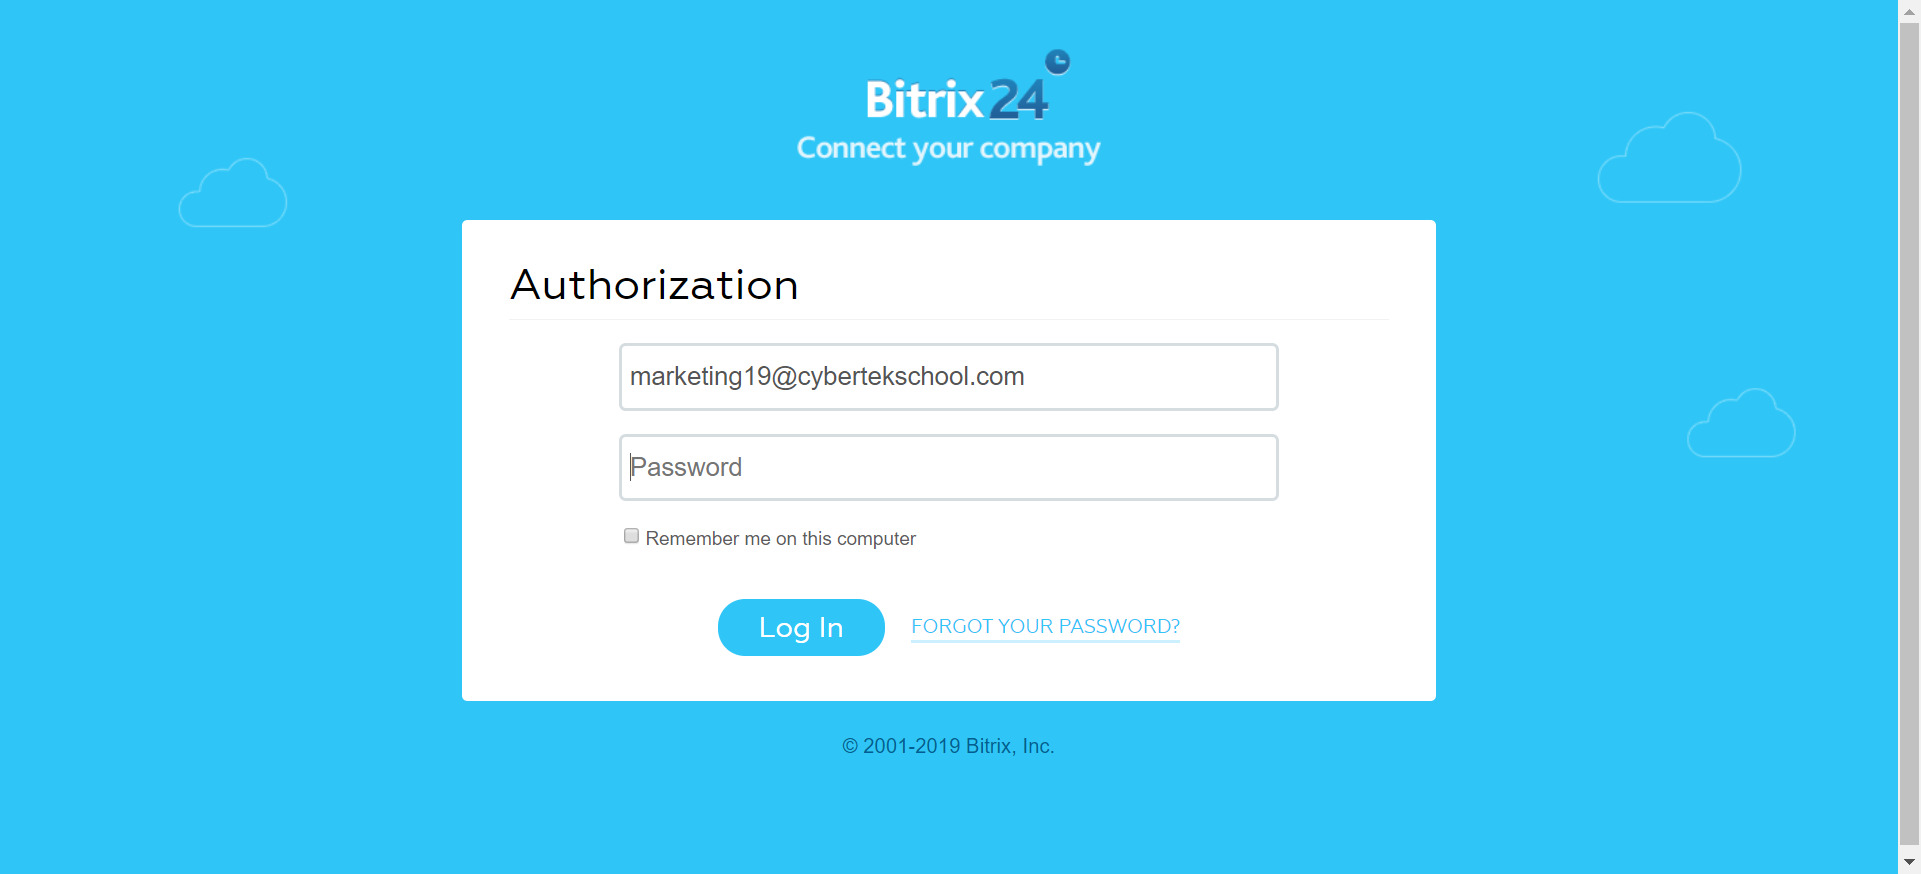 Bitrix24
Connect your company
Authorization
marketing19@cybertekschool.com
Password
Remember me on this computer
Log In
FORGOT YOUR PASSWORD?
© 2001-2019 Bitrix, Inc.